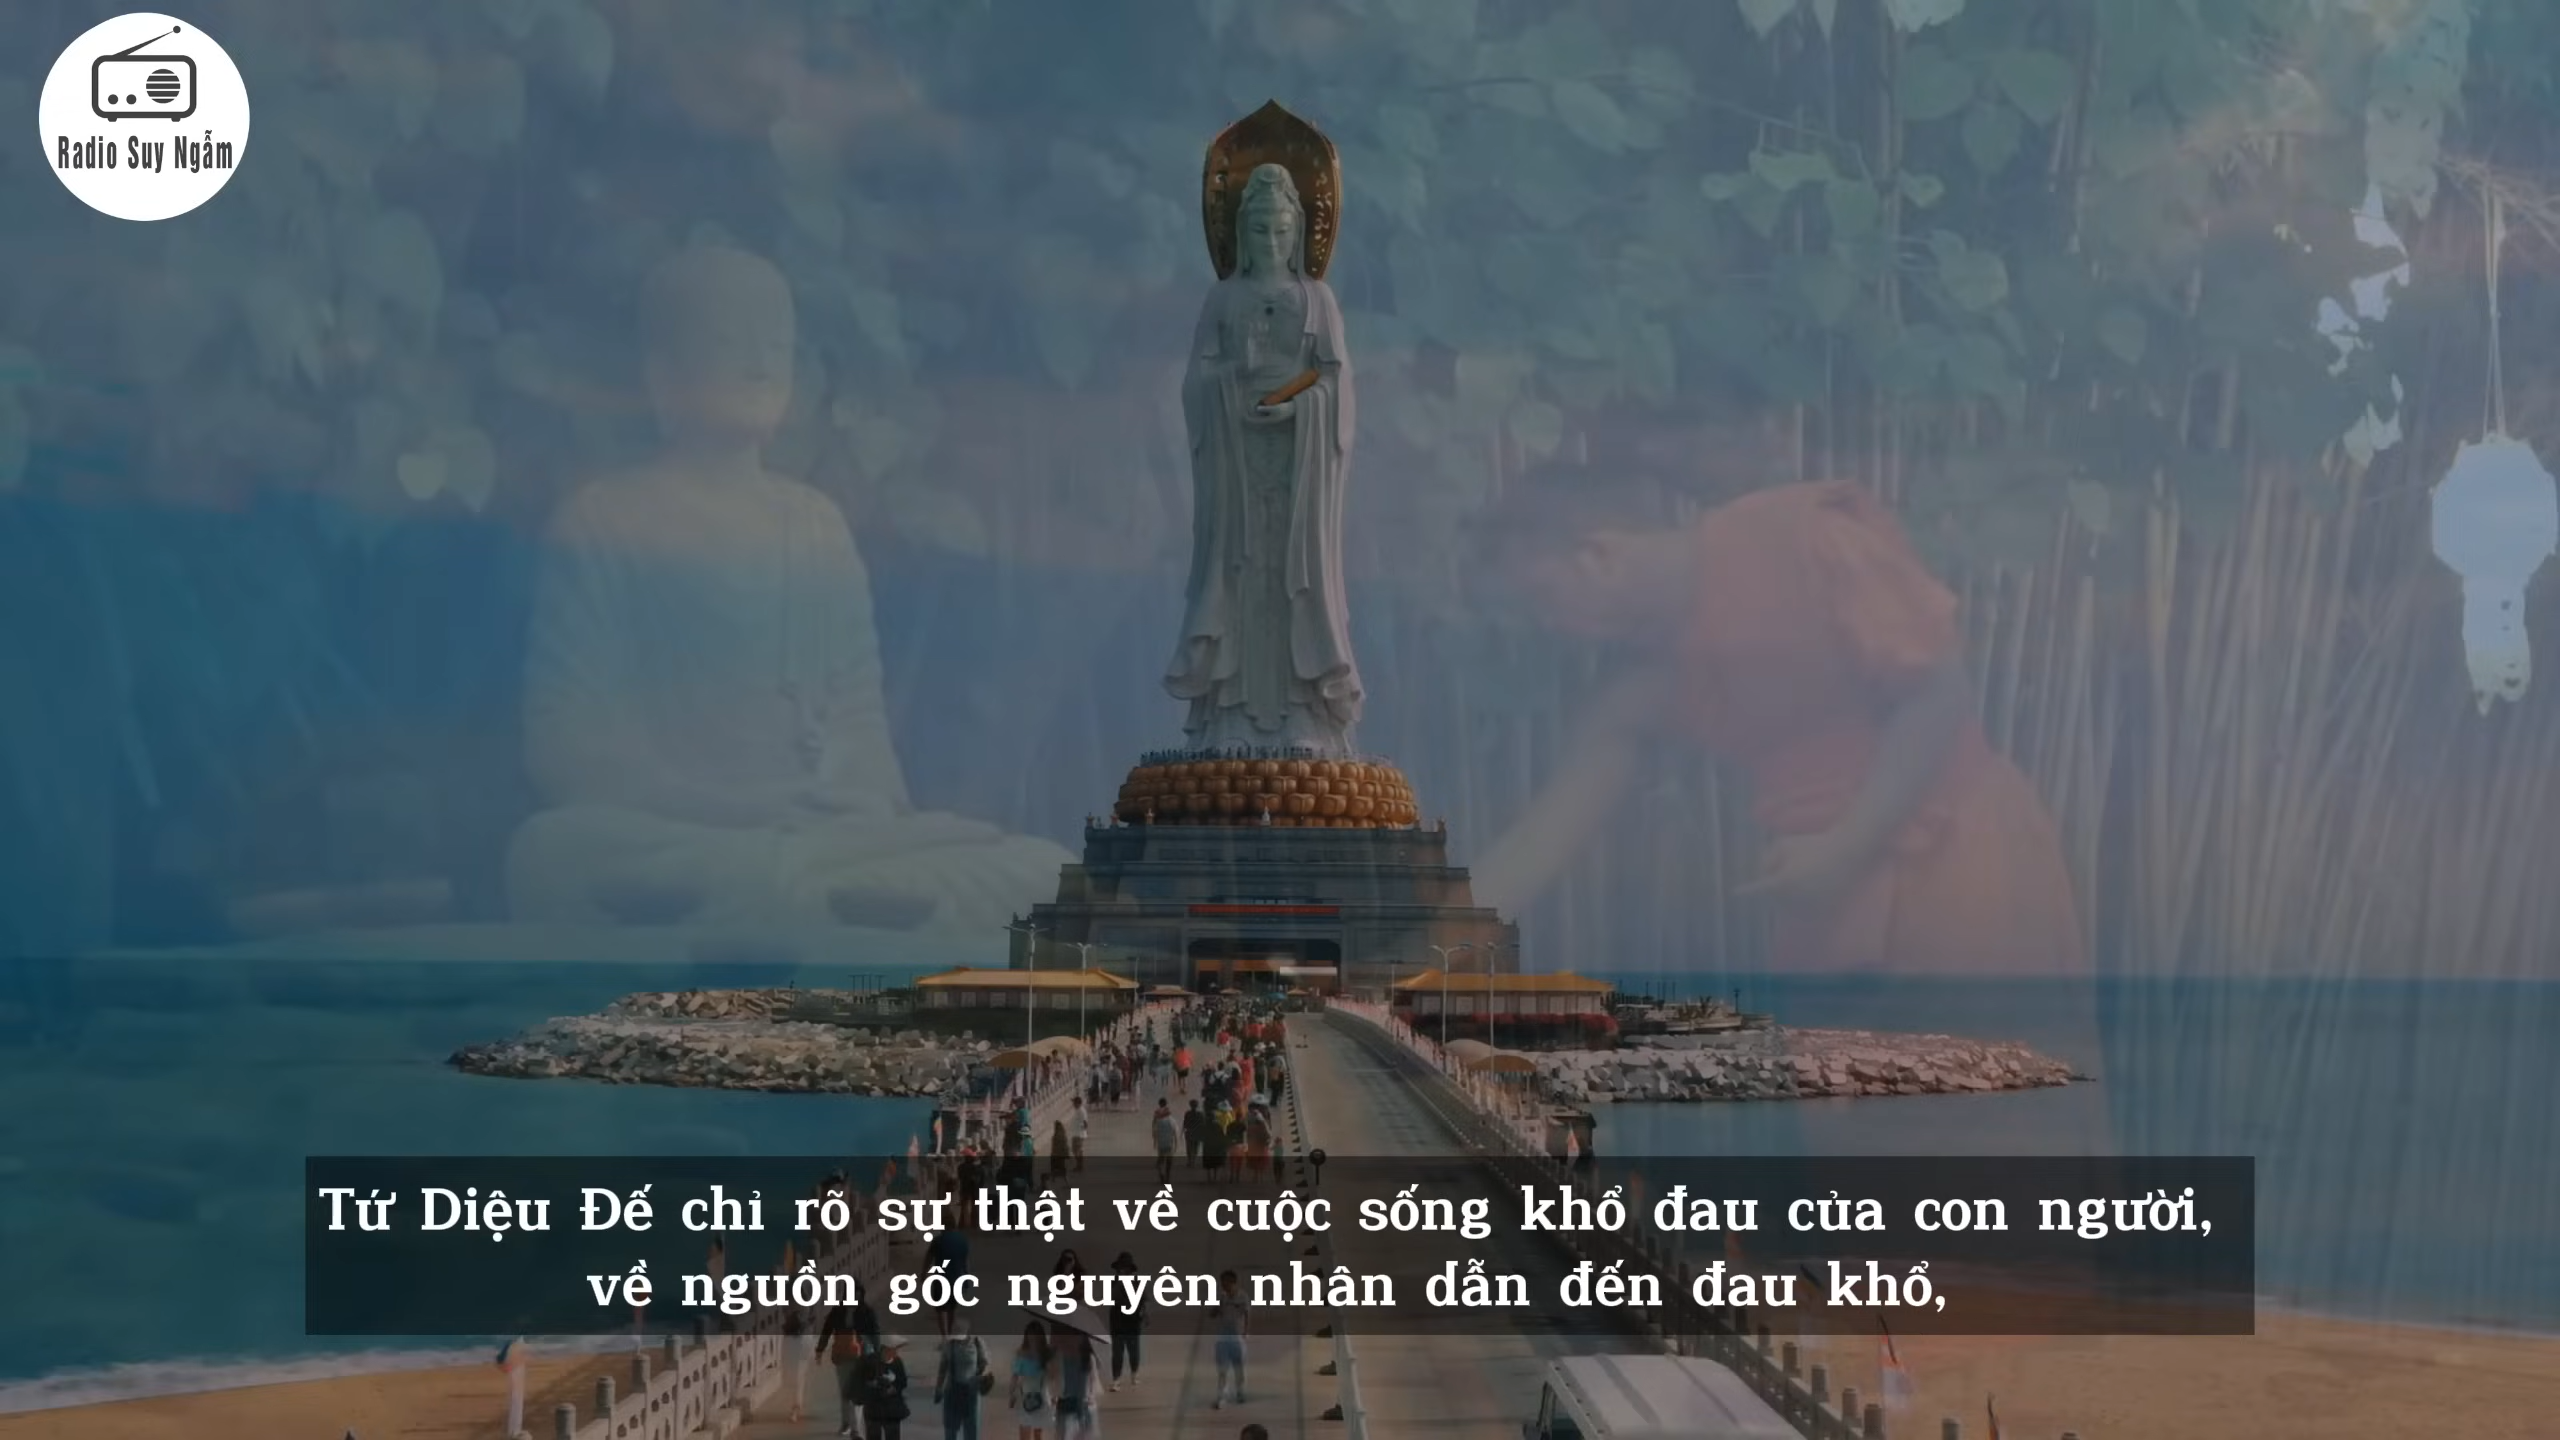 Radio Suy Ngẫm
Tứ Diệu Đế chỉ rõ sự thật về cuộc sống khổ đau của con người,
về nguồn gốc nguyên nhân dẫn đến đau khổ,